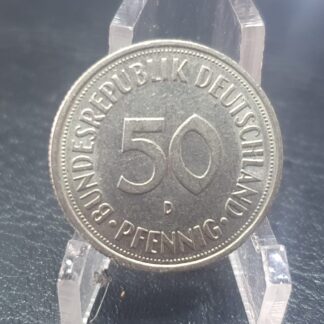 BUNDESREPUBLIK DEUTSCHLAND
50
D
· PFENNIG ·